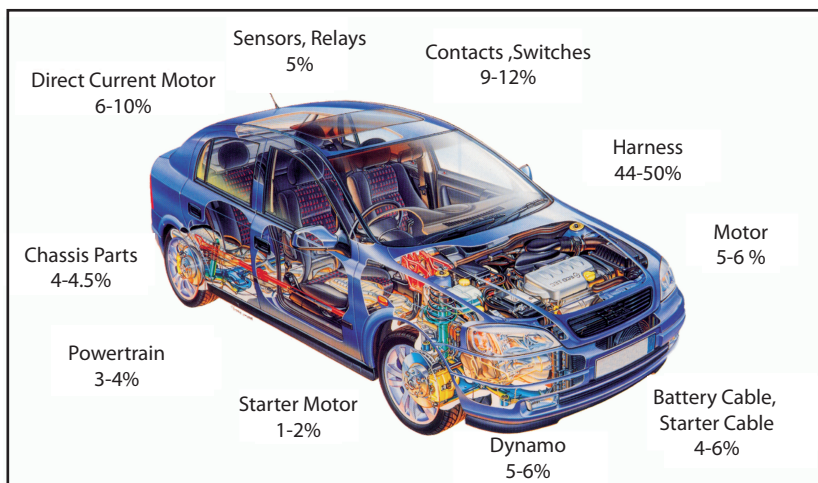 Sensors, Relays
5%
Contacts ,Switches
9-12%
Direct Current Motor
6-10%
Harness
44-50%
Motor
5-6 %
Chassis Parts
4-4.5%
Powertrain
3-4%
Starter Motor
1-2%
Battery Cable,
Starter Cable
4-6%
Dynamo
5-6%